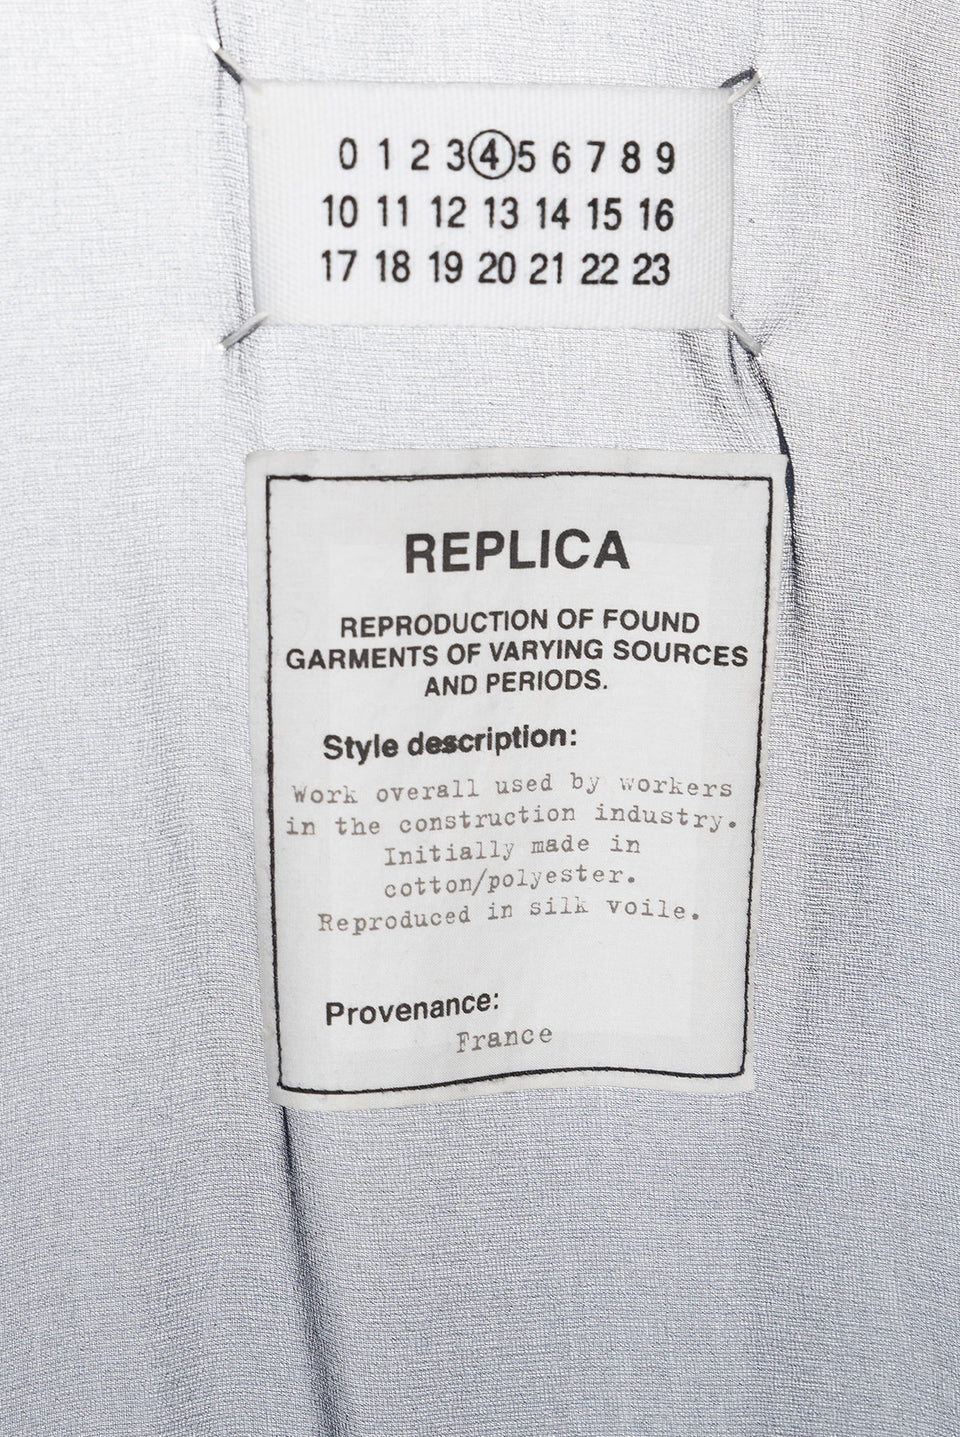 0 1 2 3 4 5 6 7 8 9
10 11 12 13 14 15 16
17 18 19 20 21 22 23
REPLICA
REPRODUCTION OF FOUND
GARMENTS OF VARYING SOURCES
AND PERIODS.
Style description:
Work overall used by workers
in the construction industry.
Initially made in
cotton/polyester.
Reproduced in silk voile.
Provenance:
France